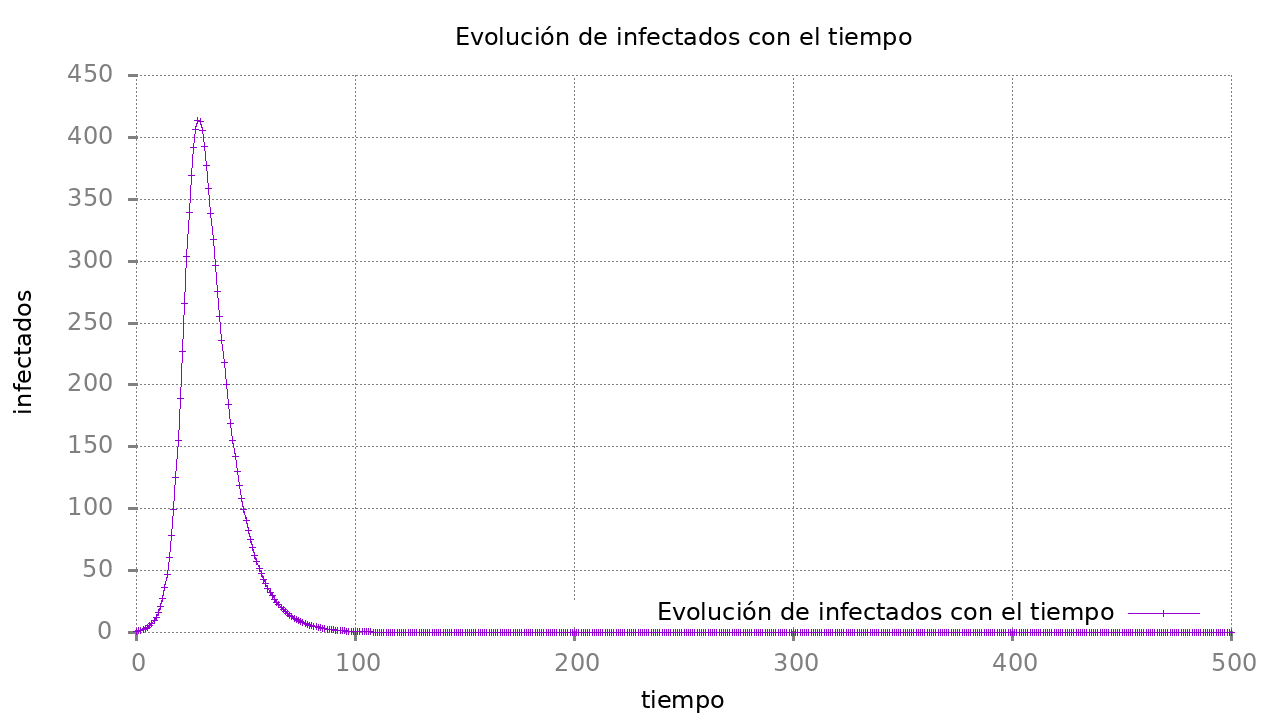 Evolución de infectados con el tiempo
450
400
350
300
250
200
150
100
50
0
infectados
Evolución de infectados con el tiempo
0 100 200 300 400 500
tiempo